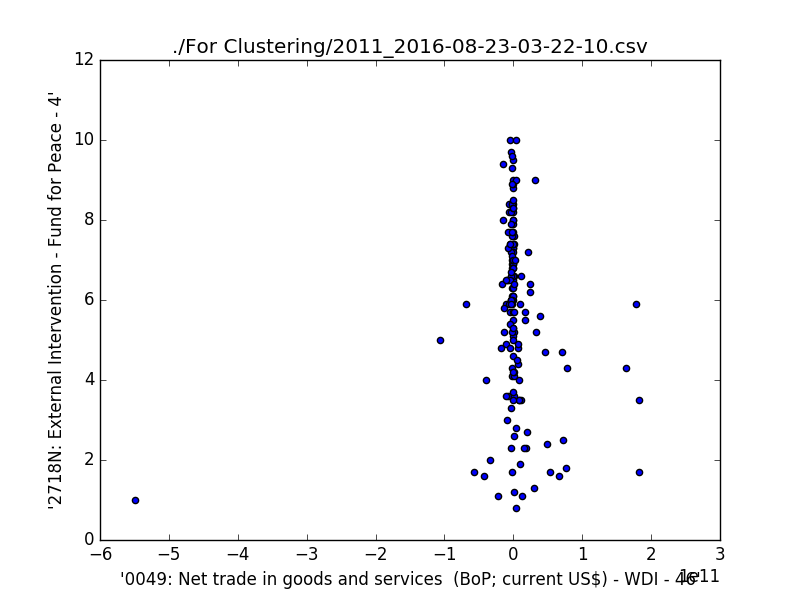 ./For Clustering/2011_2016-08-23-03-22-10.csv
12
10
8
6
4
2
0
'2718N: External Intervention - Fund for Peace - 4'
−6 −5 −4 −3 −2 −1 0 1 2 3
1e11
'0049: Net trade in goods and services  (BoP; current US$) - WDI - 46'